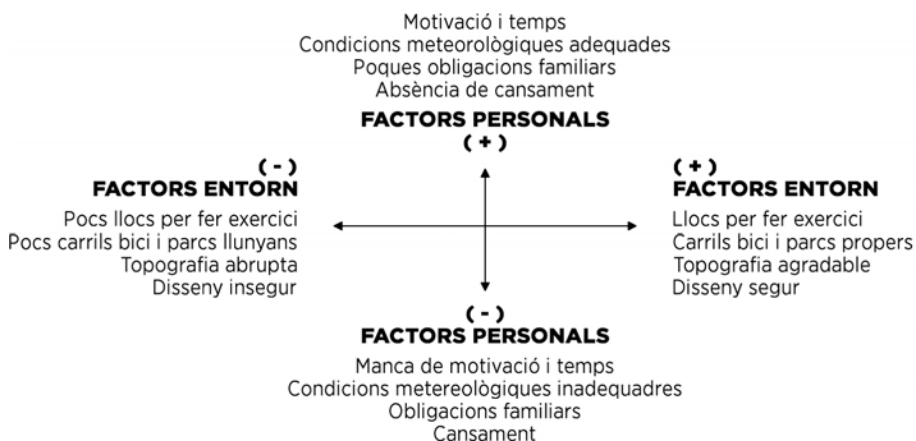 Motivació i temps
Condicions meteorològiques adequades
Poques obligacions familiars
Absència de cansament
FACTORS PERSONALS
( + )
( - )
FACTORS ENTORN
Pocs llocs per fer exercici
Pocs carrils bici i parcs llunyans
Topografia abrupta
Disseny insegur
( + )
FACTORS ENTORN
Llocs per fer exercici
Carrils bici i parcs propers
Topografia agradable
Disseny segur
( - )
FACTORS PERSONALS
Manca de motivació i temps
Condicions metereològiques inadequadres
Obligacions familiars
Cansament